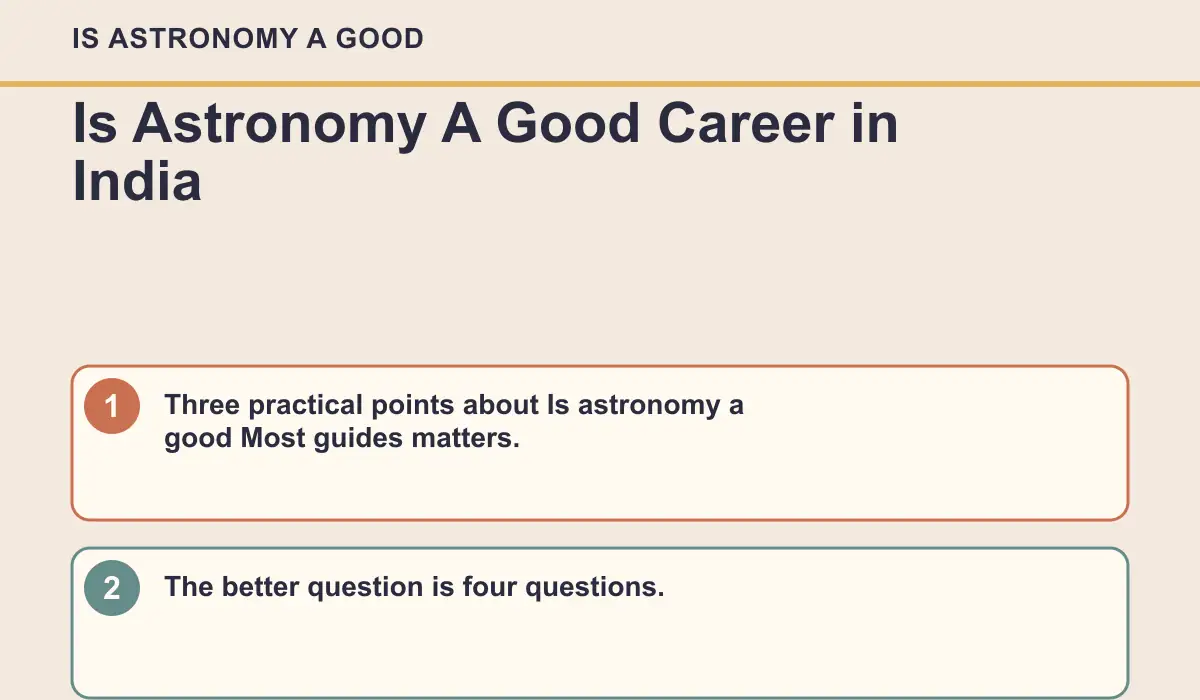 IS ASTRONOMY A GOOD
Is Astronomy A Good Career in
India
1
Three practical points about Is astronomy a
good Most guides matters.
2
The better question is four questions.